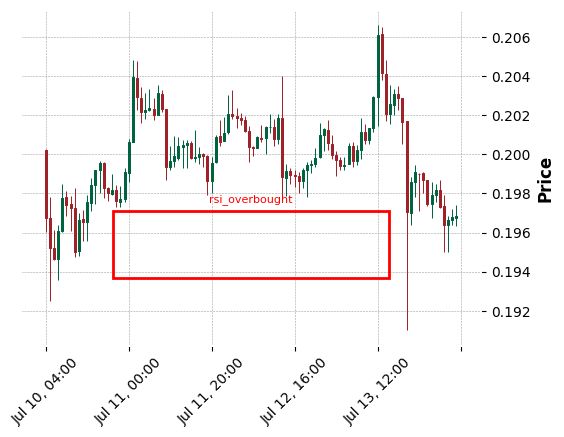 0.206
0.204
0.202
0.200
0.198
0.196
0.194
0.192
Price
rsi_overbought
Jul 10, 04:00
Jul 11, 00:00
Jul 11, 20:00
Jul 12, 16:00
Jul 13, 12:00